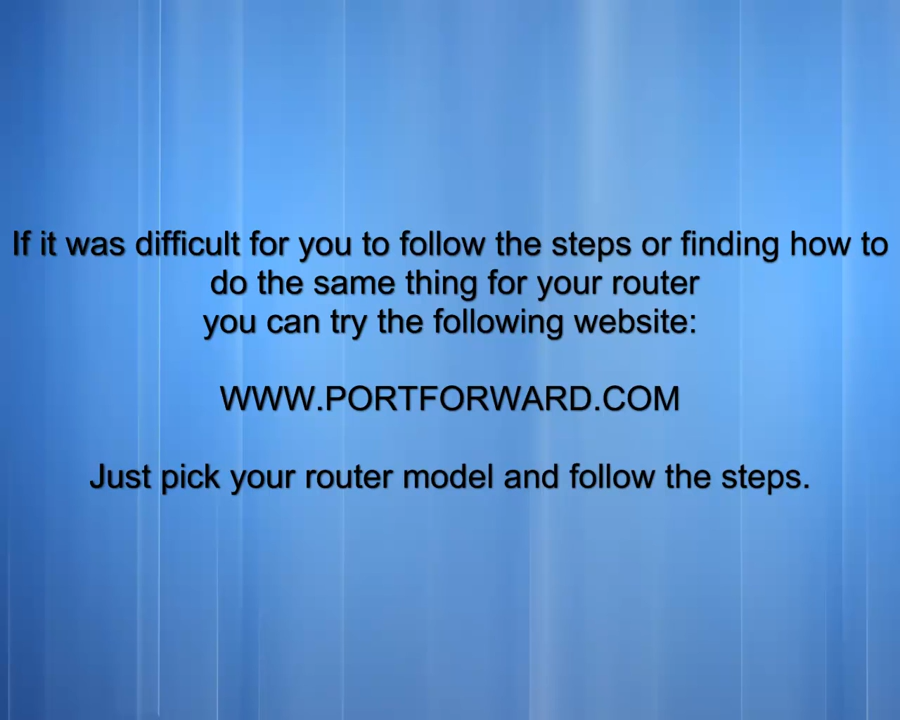 If it was difficult for you to follow the steps or finding how to
do the same thing for your router
you can try the following website:
WWW.PORTFORWARD.COM
Just pick your router model and follow the steps.